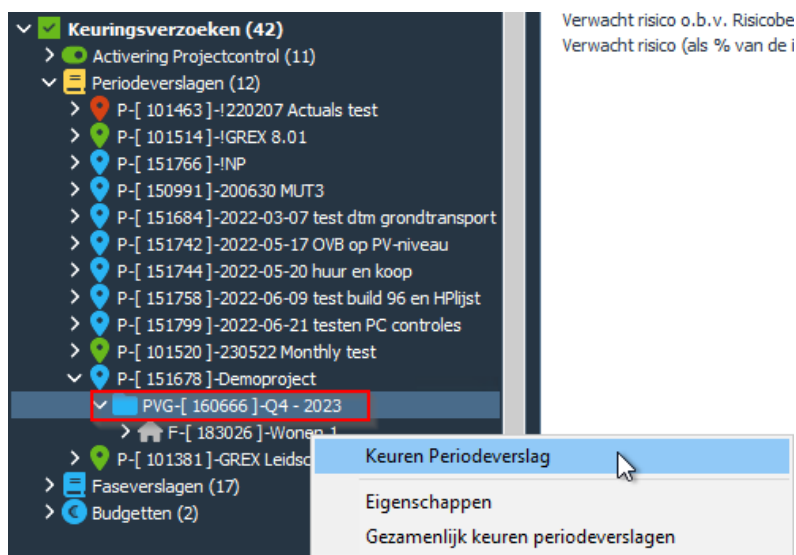 Keuringsverzoeken (42)
Activering Projectcontrol (11)
Periodeverslagen (12)
P-[ 101463 ]-!220207 Actuals test
P-[ 101514 ]-!GREX 8.01
P-[ 151766 ]-!NP
P-[ 150991 ]-200630 MUT3
P-[ 151684 ]-2022-03-07 test dtm grondtransport
P-[ 151742 ]-2022-05-17 OVB op PV-niveau
P-[ 151744 ]-2022-05-20 huur en koop
P-[ 151758 ]-2022-06-09 test build 96 en HPlijst
P-[ 151799 ]-2022-06-21 testen PC controles
P-[ 101520 ]-230522 Monthly test
P-[ 151678 ]-Demoproject
PVG-[ 160666 ]-Q4 - 2023
F-[ 183026 ]-Wonen 1
P-[ 101381 ]-GREX Leidsc
Faseverslagen (17)
Budgetten (2)
Verwacht risico o.b.v. Risicobe
Verwacht risico (als % van de i
Keuren Periodeverslag
Eigenschappen
Gezamenlijk keuren periodeverslagen